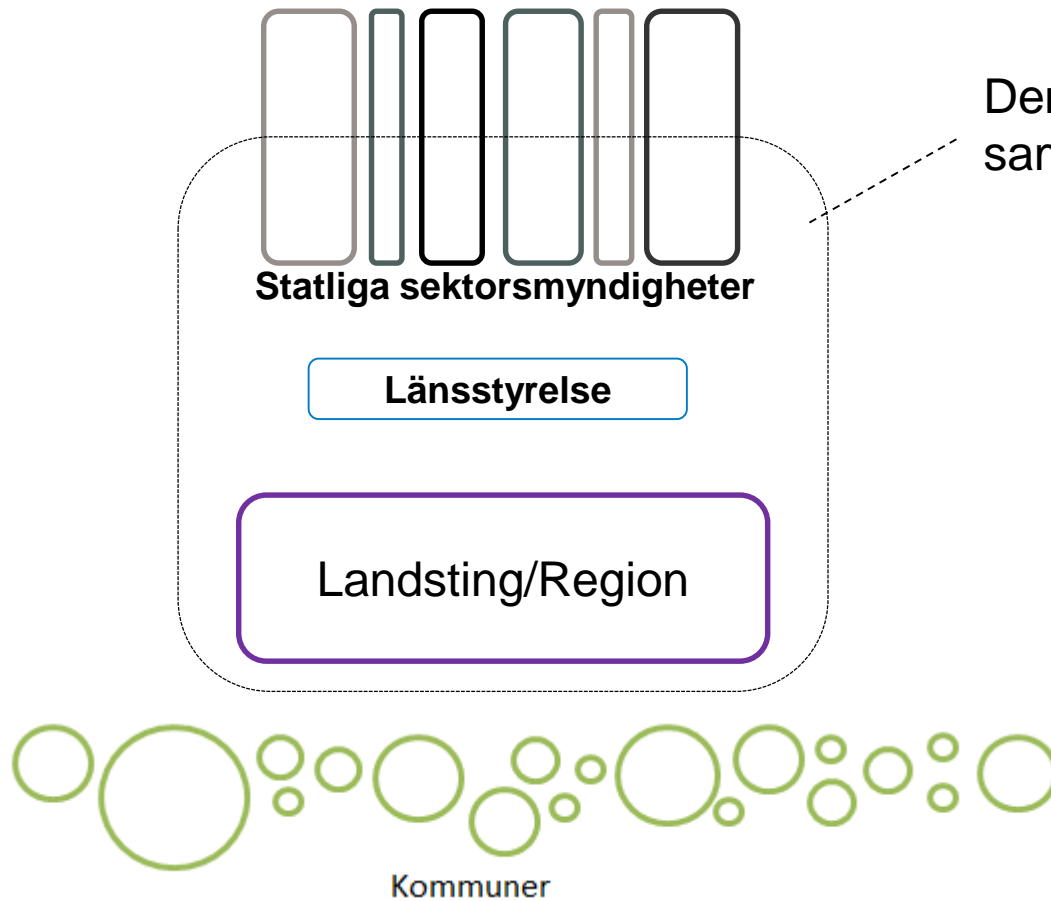 Statliga sektorsmyndigheter
Länsstyrelse
Landsting/Region
Kommuner